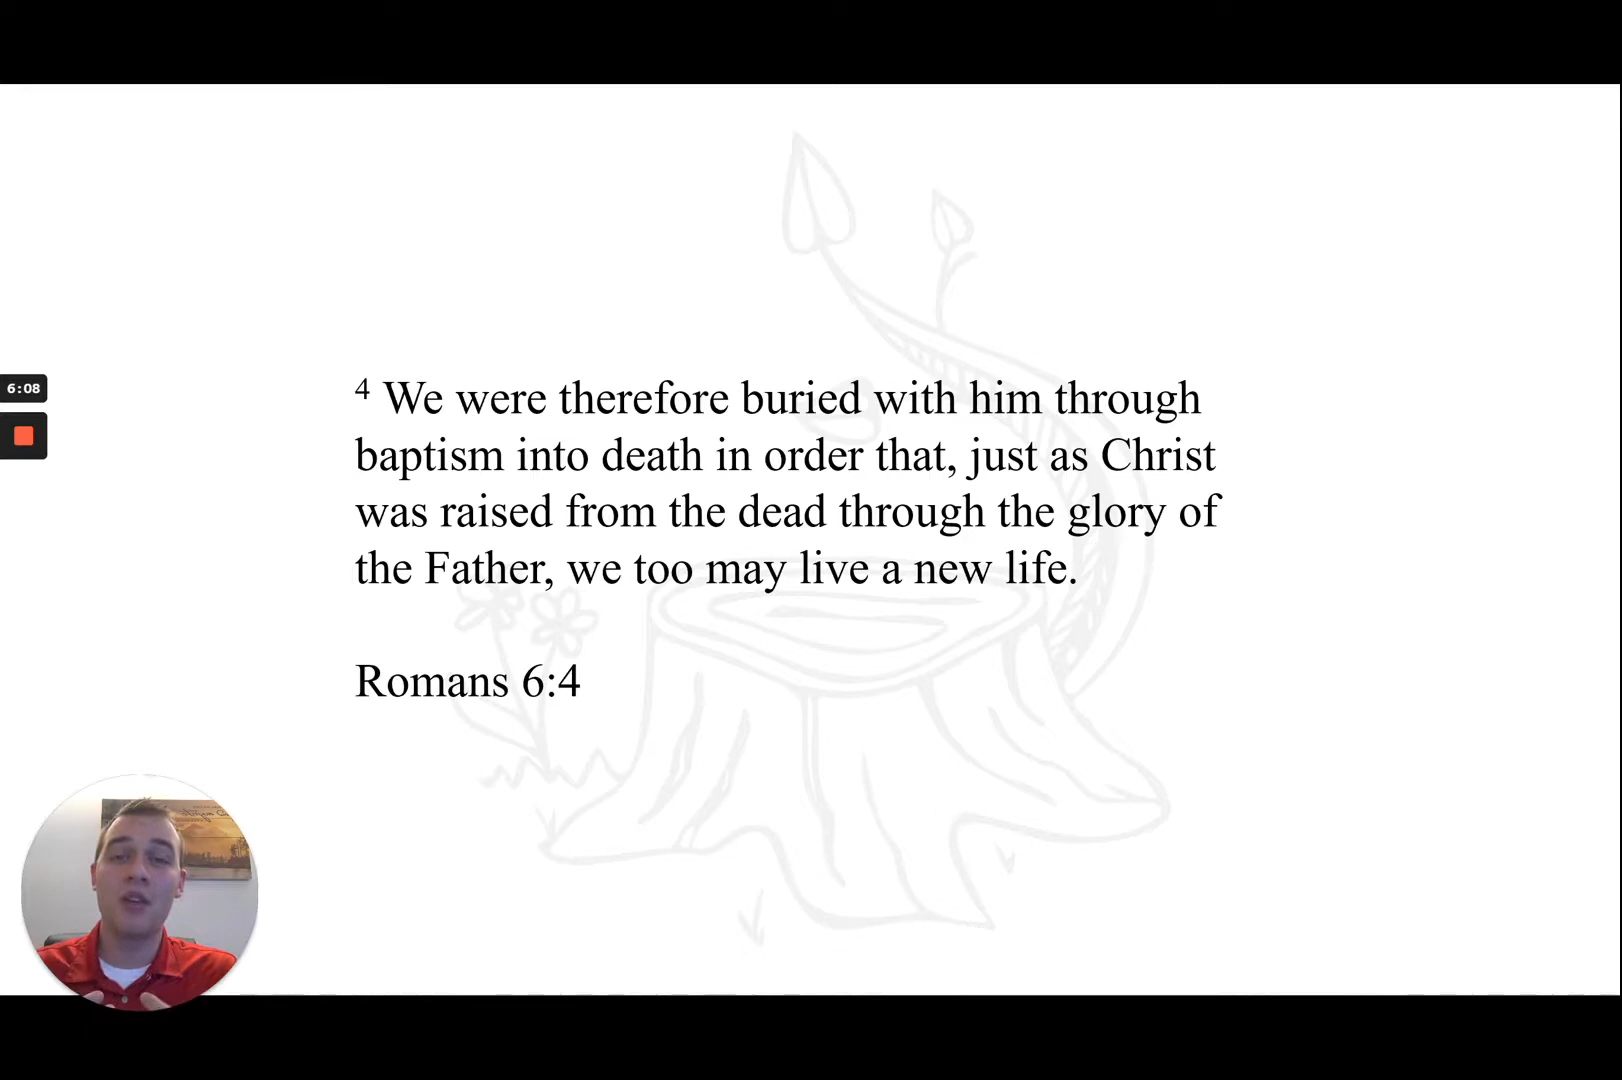 6:08
4 We were therefore buried with him through
baptism into death in order that, just as Christ
was raised from the dead through the glory of
the Father, we too may live a new life.
Romans 6:4